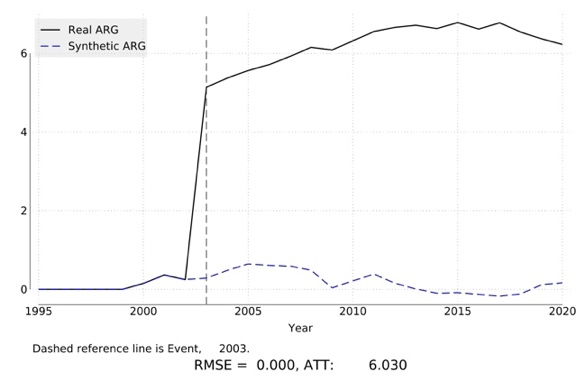 Real ARG
Synthetic ARG
6
4
2
0
1995 2000 2005 2010 2015 2020
Year
Dashed reference line is Event, 2003.
RMSE = 0.000, ATT: 6.030